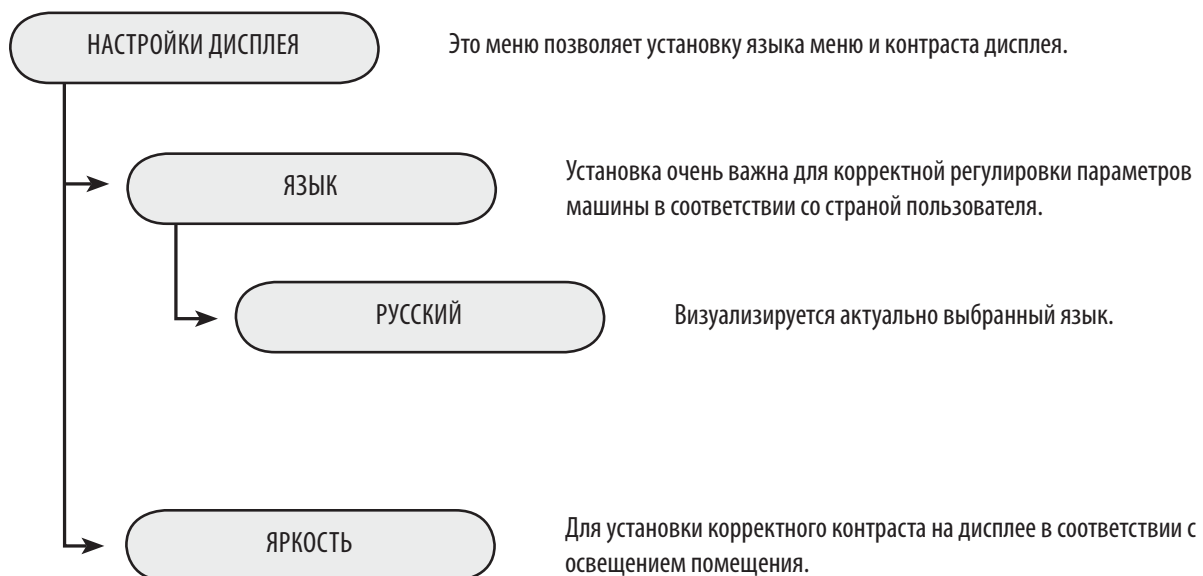 НАСТРОЙКИ ДИСПЛЕЯ
Это меню позволяет установку языка меню и контраста дисплея.
ЯЗЫК
Установка очень важна для корректной регулировки параметров
машины в соответствии со страной пользователя.
РУССКИЙ
Визуализируется актуально выбранный язык.
ЯРКОСТЬ
Для установки корректного контраста на дисплее в соответствии с
освещением помещения.